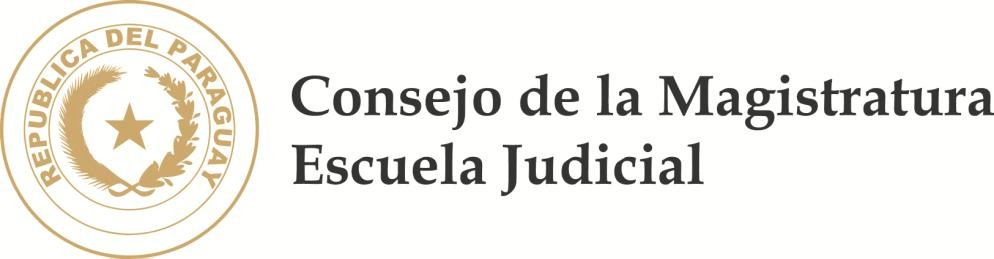 REPUBLICA DEL PARAGUAY
Consejo de la Magistratura
Escuela Judicial